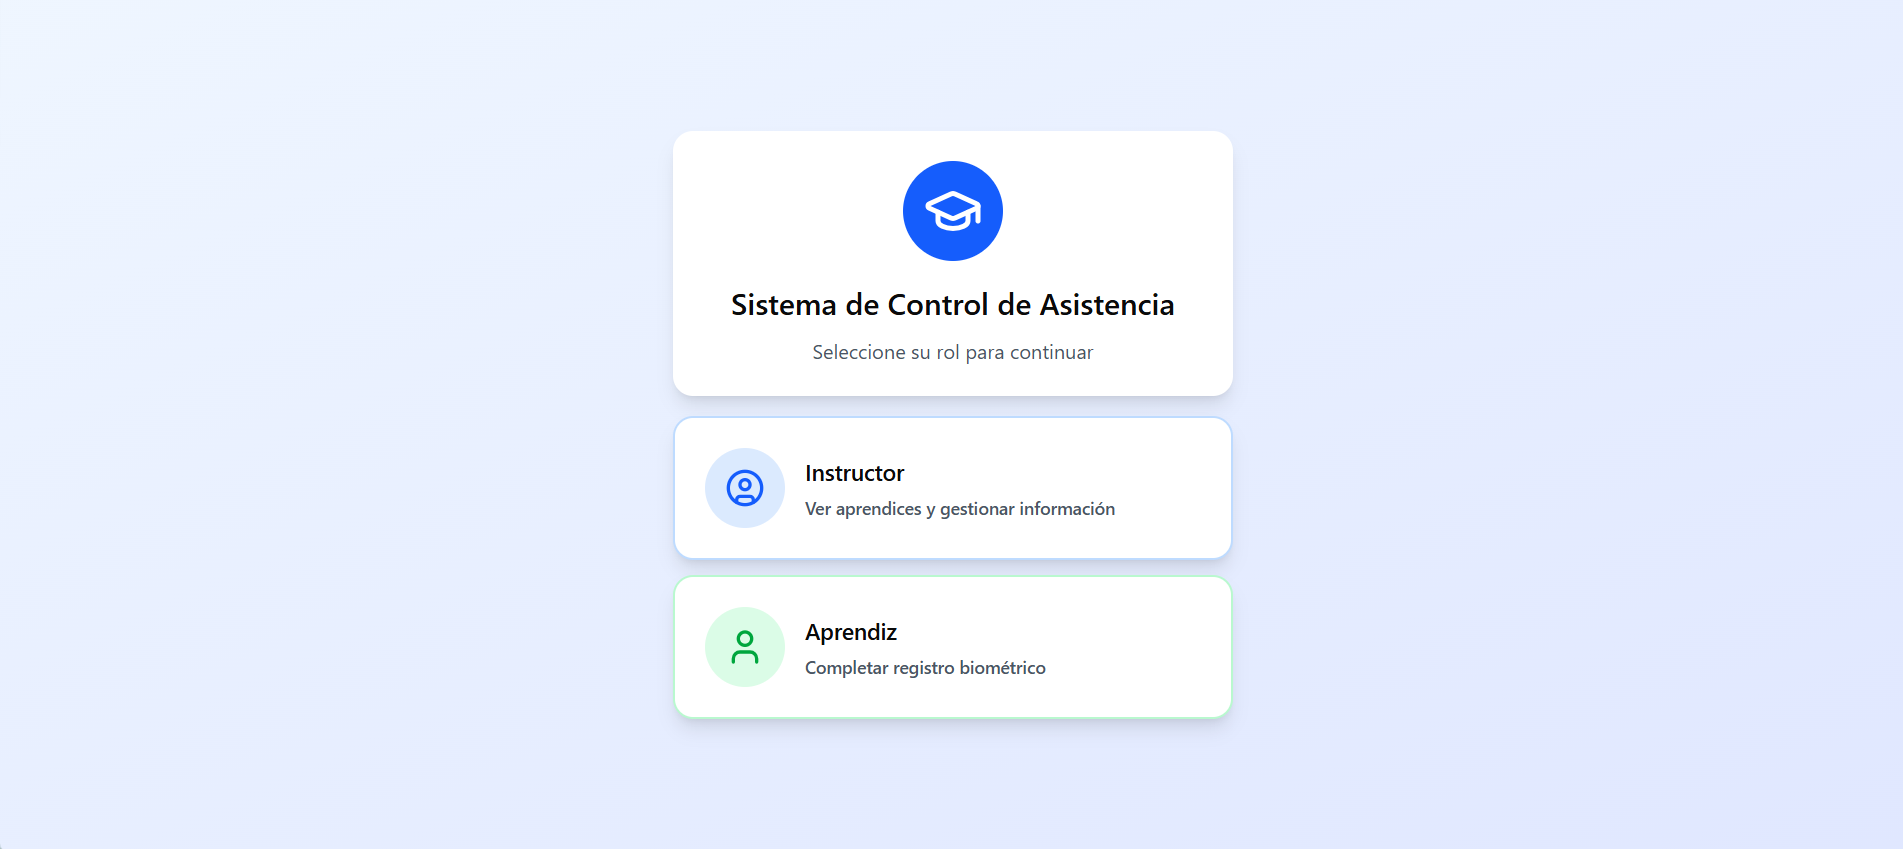 Sistema de Control de Asistencia
Seleccione su rol para continuar
Instructor
Ver aprendices y gestionar información
Aprendiz
Completar registro biométrico